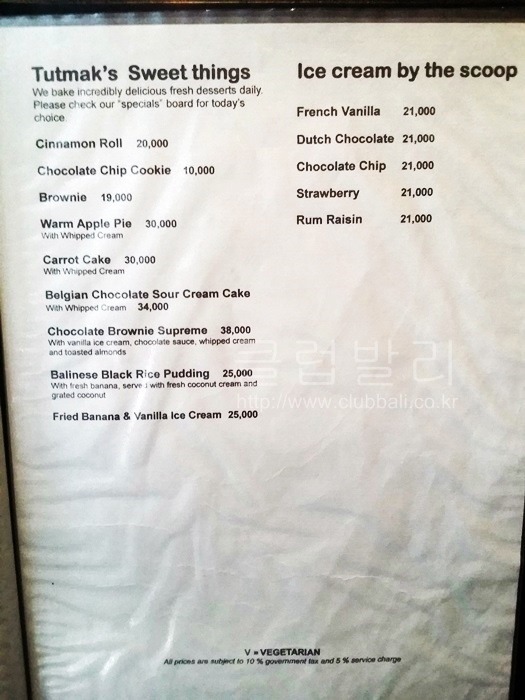 Tutmak's Sweet things
We bake incredibly delicious fresh desserts daily.
Please check our "specials" board for today's
choice
Cinnamon Roll 20,000
Chocolate Chip Cookie 10,000
Brownie 19,000
Warm Apple Pie 30,000
With Whipped Cream
Carrot Cake 30,000
With Whipped Cream
Belgian Chocolate Sour Cream Cake
With Whipped Cream 34,000
Chocolate Brownie Supreme 38,000
With vanilla ice cream, chocolate sauce, whipped cream
and toasted almonds
Balinese Black Rice Pudding 25,000
With fresh banana, serve with fresh coconut cream and
grated coconut
Fried Banana & Vanilla Ice Cream 25,000
Ice cream by the scoop
French Vanilla 21,000
Dutch Chocolate 21,000
Chocolate Chip 21,000
Strawberry 21,000
Rum Raisin 21,000
클럽발리
http://www.clubbali.co.kr
V = VEGETARIAN
All prices are subject to 10 % government tax and 5 % service charge